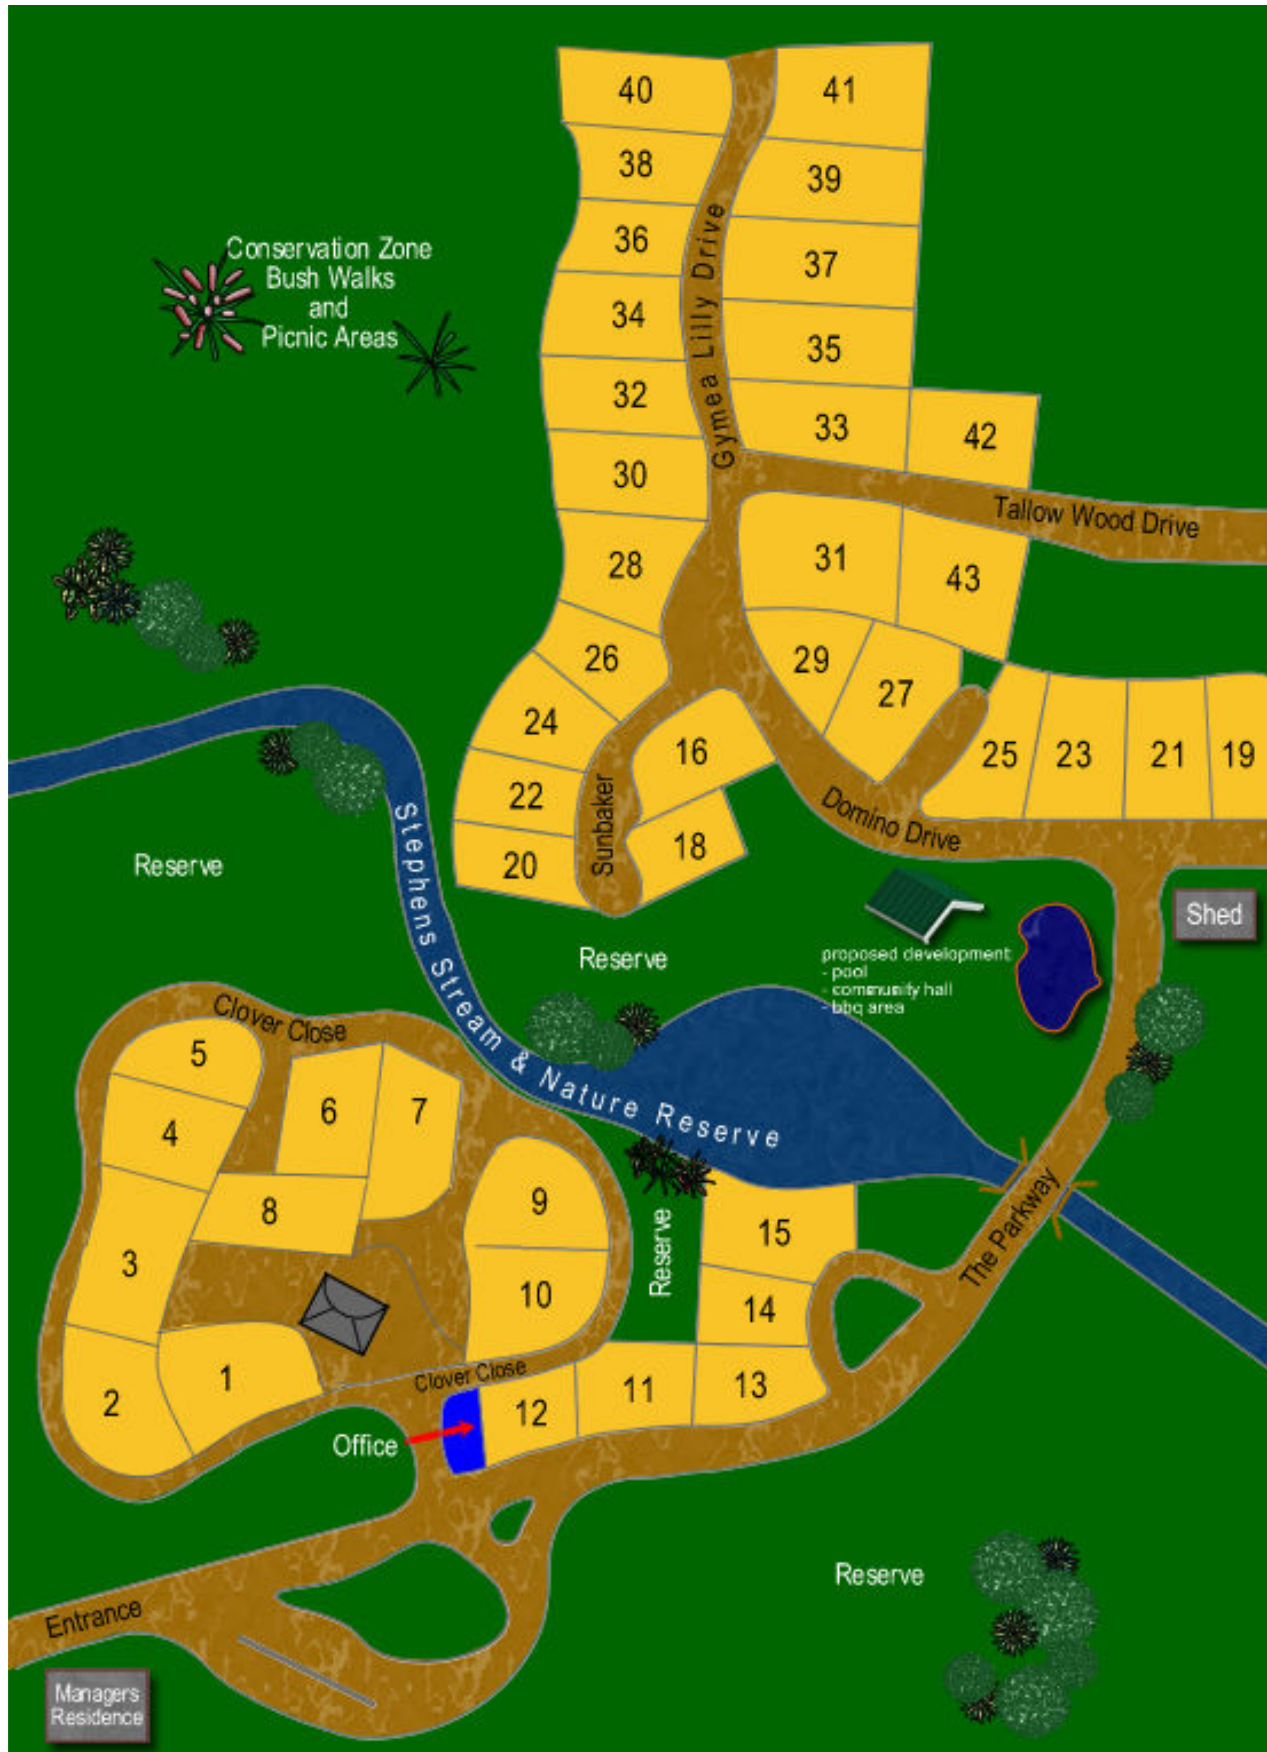 40
41
38
39
36
37
Conservation Zone
Bush Walks
and
Picnic Areas
34
35
32
33
42
Gymea Lilly Drive
30
Tallow Wood Drive
28
31
43
26
29
27
24
16
25
23
21
19
22
Sunbaker
18
20
Domino Drive
Reserve
Stephens Stream & Nature Reserve
Shed
Reserve
proposed development
- pool
- community hall
- bbq area
Clover Close
5
6
7
4
8
9
Reserve
15
The Parkway
3
10
14
1
2
Clover Close
12
11
13
Office
Reserve
Entrance
Managers
Residence